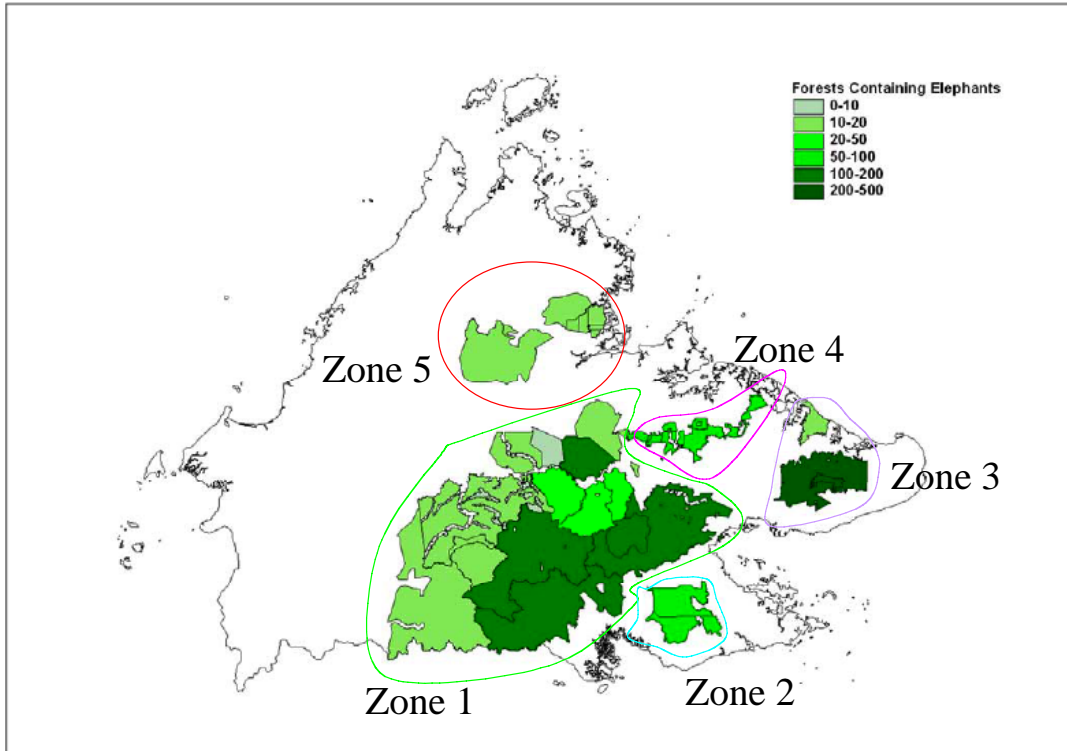 Forests Containing Elephants
0-10
10-20
20-50
50-100
100-200
200-500
Zone 4
Zone 5
Zone 3
Zone 2
Zone 1